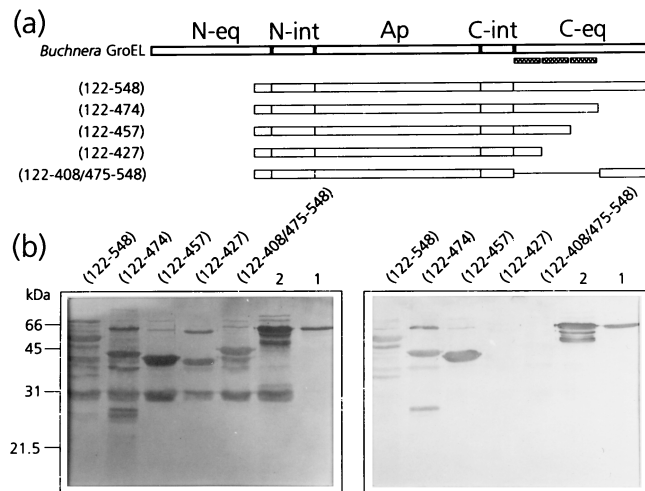 (a)
N-eq N-int Ap C-int C-eq
Buchnera GroEL
(122-548)
(122-474)
(122-457)
(122-427)
(122-408/475-548)
(b)
(122-548) (122-474) (122-457) (122-427) (122-408/475-548) 2 1
(122-548) (122-474) (122-457) (122-427) (122-408/475-548) 2 1
kDa
66
45
31
21.5